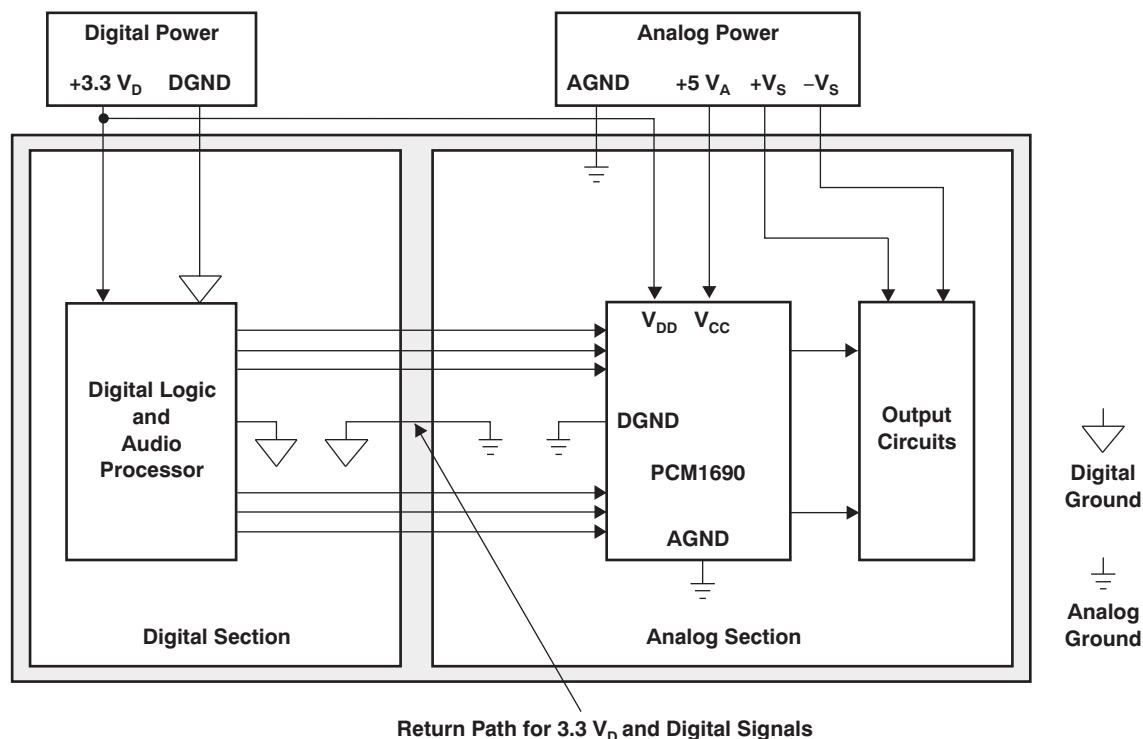 Digital Power
+3.3 V_D DGND
Analog Power
AGND +5 V_A +V_S −V_S
V_DD V_CC
Digital Logic
and
Audio
Processor
DGND
PCM1690
AGND
Output
Circuits
Digital
Ground
Analog
Ground
Digital Section
Analog Section
Return Path for 3.3 V_D and Digital Signals